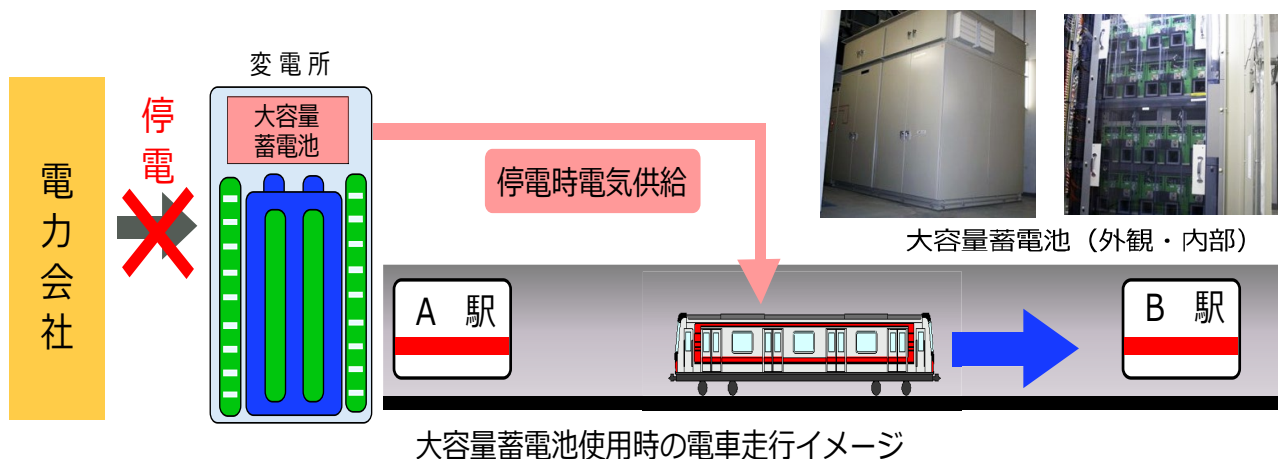 電力会社
停電
変電所
大容量
蓄電池
停電時電気供給
大容量蓄電池（外観・内部）
A 駅
B 駅
大容量蓄電池使用時の電車走行イメージ